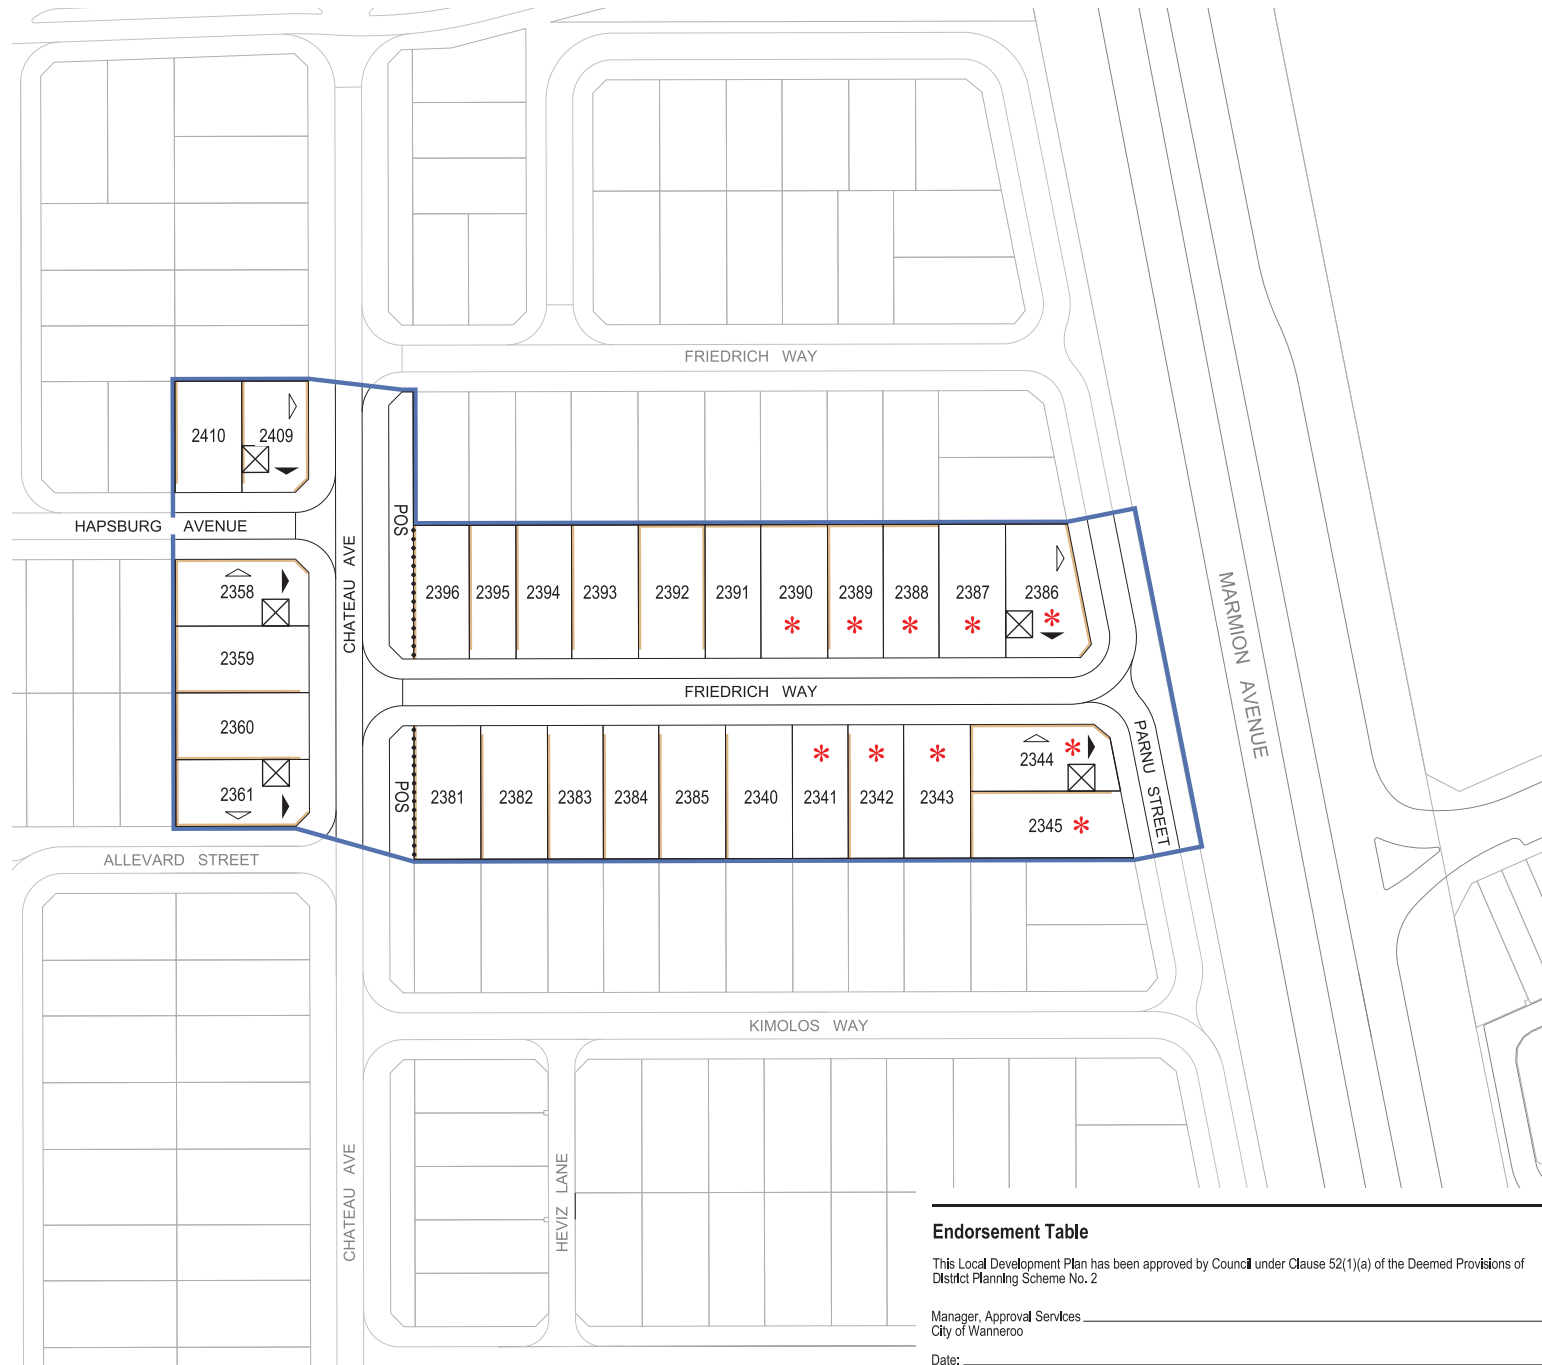 FRIEDRICH WAY
2410
2409
POS
HAPSBURG AVENUE
CHATEAU AVE
2358
2359
2360
2361
2396
2395
2394
2393
2392
2391
2390
2389
2388
2387
2386
*
*
*
*
*
MARMION AVENUE
FRIEDRICH WAY
PARNU STREET
POS
2381
2382
2383
2384
2385
2340
2341
2342
2343
2344
2345
*
*
*
*
*
ALLEVARD STREET
KIMOLOS WAY
CHATEAU AVE
HEVIZ LANE
Endorsement Table
This Local Development Plan has been approved by Council under Clause 52(1)(a) of the Deemed Provisions of
District Planning Scheme No. 2
Manager, Approval Services
City of Wanneroo
Date: